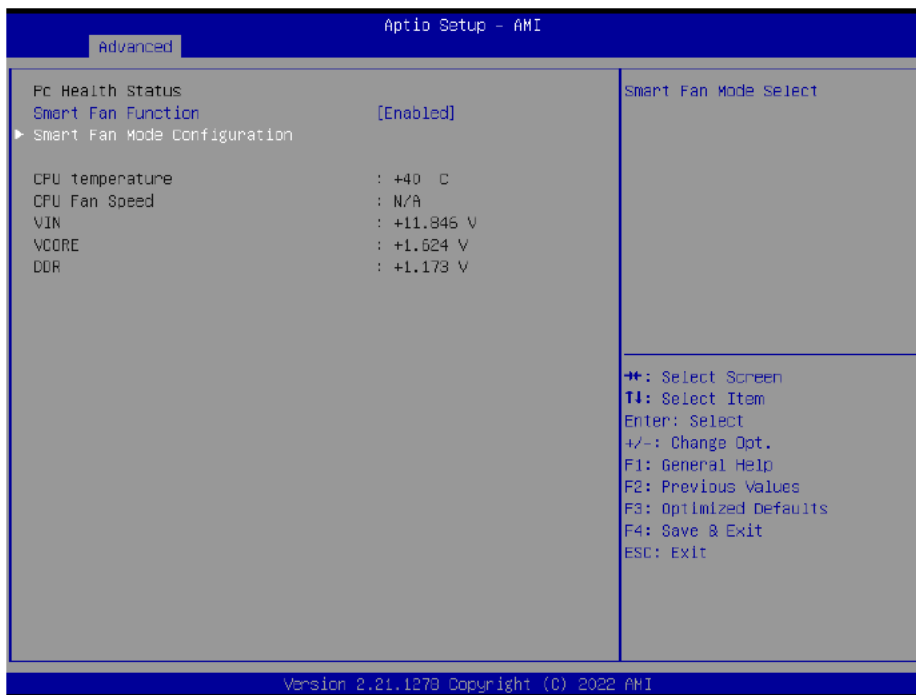 Aptio Setup - AMI
Advanced
Pc Health Status
Smart Fan Function [Enabled]
Smart Fan Mode Configuration
CPU temperature : +40 C
CPU Fan Speed : N/A
VIN : +11.846 V
VCORE : +1.624 V
DDR : +1.173 V
Smart Fan Mode Select
→←: Select Screen
↑↓: Select Item
Enter: Select
+/-: Change Opt.
F1: General Help
F2: Previous Values
F3: Optimized Defaults
F4: Save & Exit
ESC: Exit
Version 2.21.1278 Copyright (C) 2022 AMI